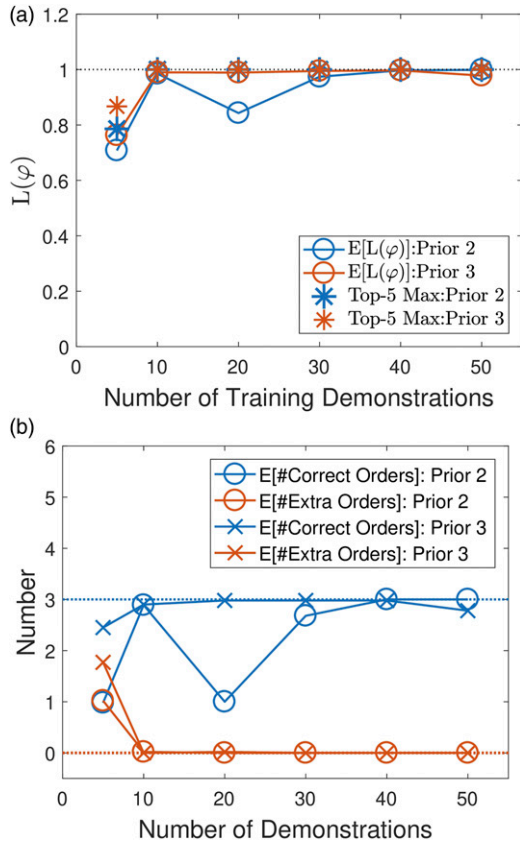 (a)
1.2
1
0.8
0.6
0.4
0.2
0
L(φ)
E[L(φ)]:Prior 2
E[L(φ)]:Prior 3
Top-5 Max:Prior 2
Top-5 Max:Prior 3
0 10 20 30 40 50
Number of Training Demonstrations
(b)
6
5
4
3
2
1
0
Number
E[#Correct Orders]: Prior 2
E[#Extra Orders]: Prior 2
E[#Correct Orders]: Prior 3
E[#Extra Orders]: Prior 3
0 10 20 30 40 50
Number of Demonstrations